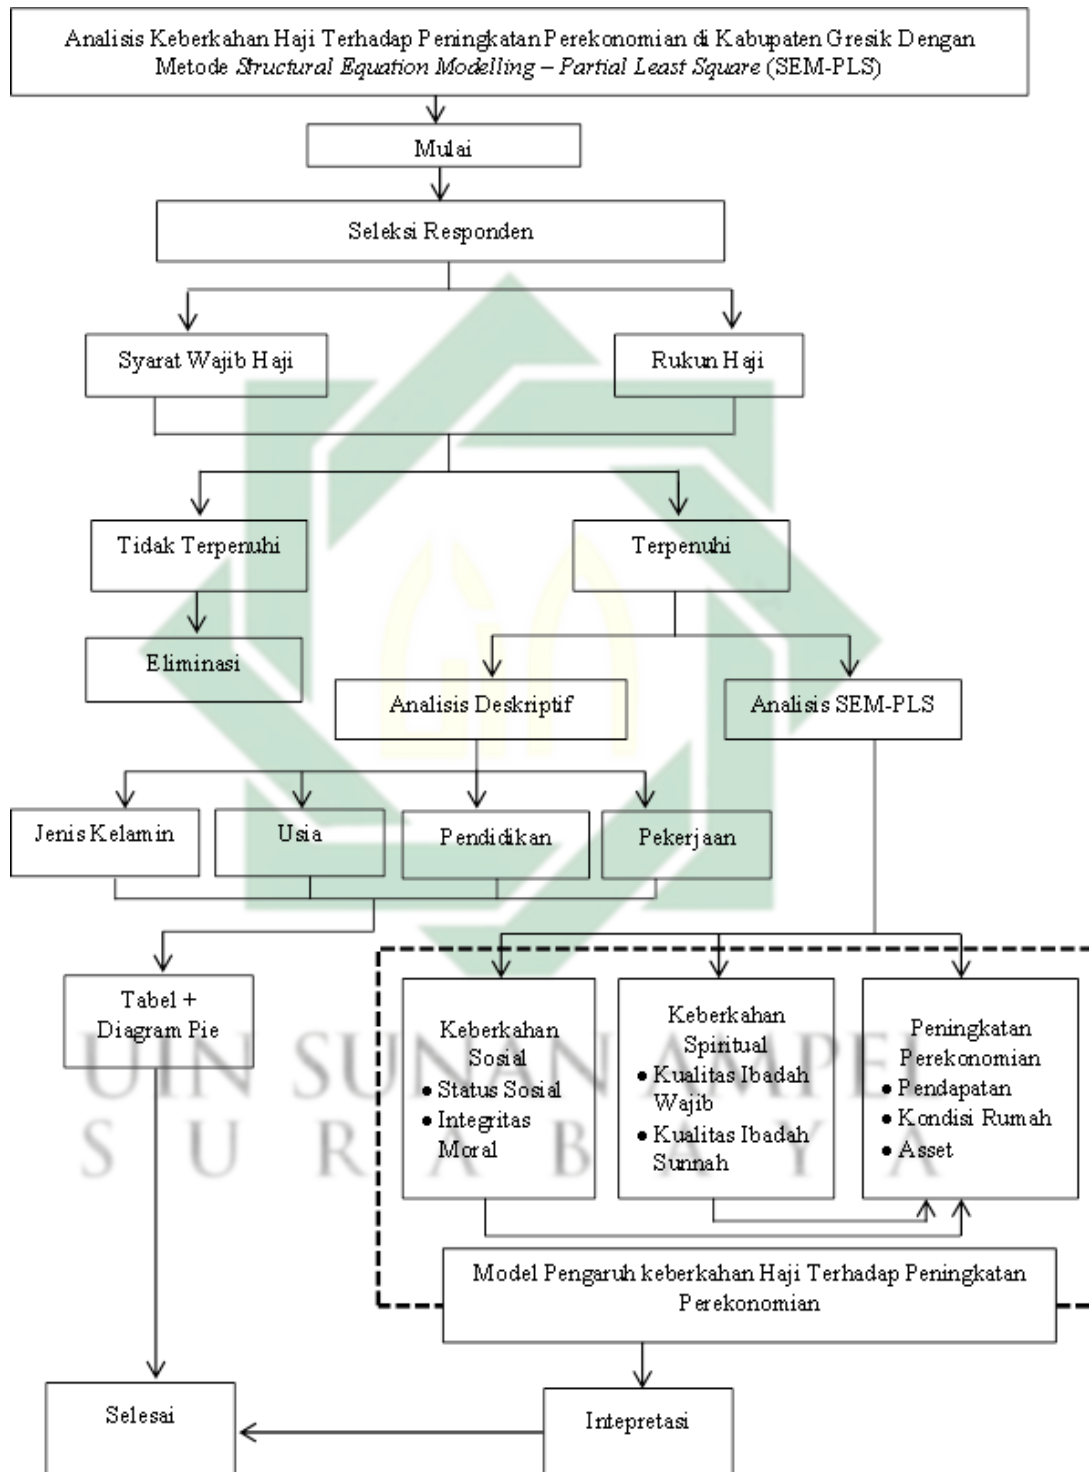 Analisis Keberkahan Haji Terhadap Peningkatan Perekonomian di Kabupaten Gresik Dengan
Metode Structural Equation Modelling – Partial Least Square (SEM-PLS)
Mulai
Seleksi Responden
Syarat Wajib Haji
Rukun Haji
Tidak Terpenuhi
Terpenuhi
Eliminasi
Analisis Deskriptif
Analisis SEM-PLS
Jenis Kelamin
Usia
Pendidikan
Pekerjaan
Tabel +
Diagram Pie
Keberkahan
Sosial
● Status Sosial
● Integritas
Moral
Keberkahan
Spiritual
● Kualitas Ibadah
Wajib
● Kualitas Ibadah
Sunnah
Peningkatan
Perekonomian
● Pendapatan
● Kondisi Rumah
● Asset
UIN SUNAN AMPEL
SURABAYA
Model Pengaruh keberkahan Haji Terhadap Peningkatan
Perekonomian
Selesai
Intepretasi